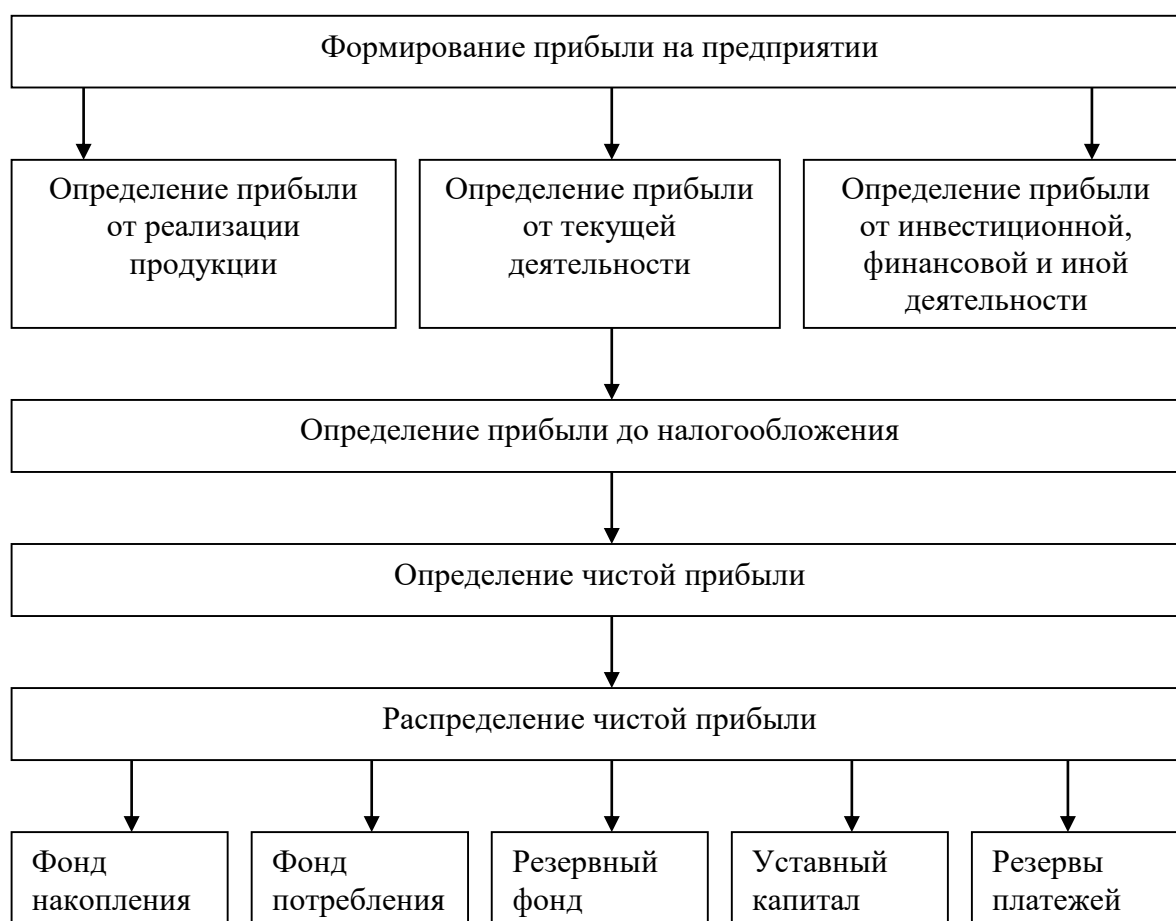 Формирование прибыли на предприятии
Определение прибыли
от реализации
продукции
Определение прибыли
от текущей
деятельности
Определение прибыли
от инвестиционной,
финансовой и иной
деятельности
Определение прибыли до налогообложения
Определение чистой прибыли
Распределение чистой прибыли
Фонд
накопления
Фонд
потребления
Резервный
фонд
Уставный
капитал
Резервы
платежей